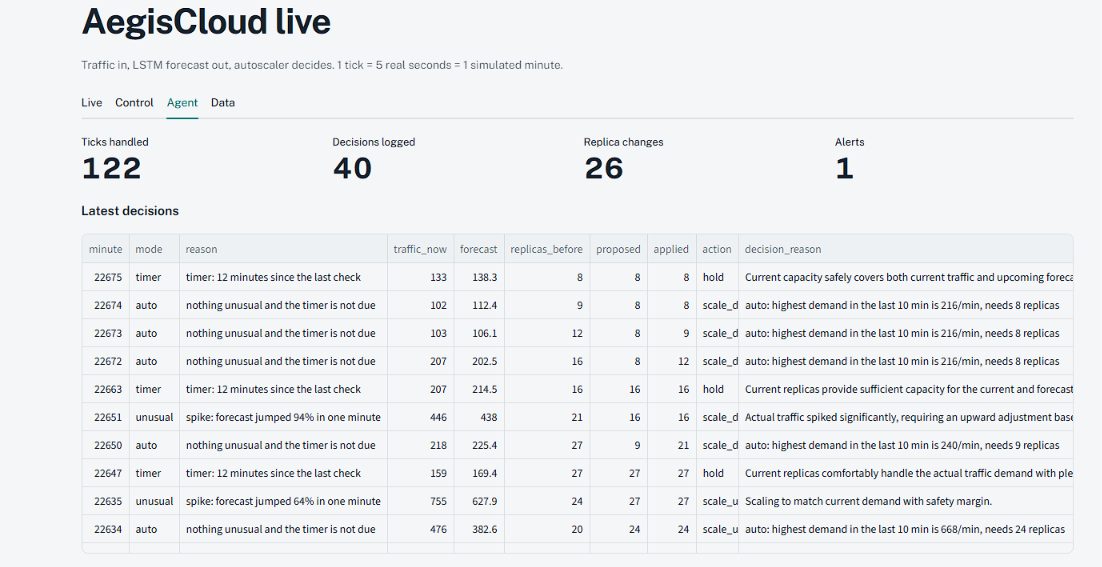 AegisCloud live
Traffic in, LSTM forecast out, autoscaler decides. 1 tick = 5 real seconds = 1 simulated minute.
Live Control Agent Data
Ticks handled Decisions logged Replica changes Alerts
122 40 26 1
Latest decisions
minute mode reason traffic_now forecast replicas_before proposed applied action decision_reason
22675 timer timer: 12 minutes since the last check 133 138.3 8 8 8 hold Current capacity safely covers both current traffic and upcoming foreca
22674 auto nothing unusual and the timer is not due 102 112.4 9 8 8 scale_d auto: highest demand in the last 10 min is 216/min, needs 8 replicas
22673 auto nothing unusual and the timer is not due 103 106.1 12 8 9 scale_d auto: highest demand in the last 10 min is 216/min, needs 8 replicas
22672 auto nothing unusual and the timer is not due 207 202.5 16 8 12 scale_d auto: highest demand in the last 10 min is 216/min, needs 8 replicas
22663 timer timer: 12 minutes since the last check 207 214.5 16 16 16 hold Current replicas provide sufficient capacity for the current and forecast
22651 unusual spike: forecast jumped 94% in one minute 446 438 21 16 16 scale_d Actual traffic spiked significantly, requiring an upward adjustment base
22650 auto nothing unusual and the timer is not due 218 225.4 27 9 21 scale_d auto: highest demand in the last 10 min is 240/min, needs 9 replicas
22647 timer timer: 12 minutes since the last check 159 169.4 27 27 27 hold Current replicas comfortably handle the actual traffic demand with ple
22635 unusual spike: forecast jumped 64% in one minute 755 627.9 24 27 27 scale_u Scaling to match current demand with safety margin.
22634 auto nothing unusual and the timer is not due 476 382.6 20 24 24 scale_u auto: highest demand in the last 10 min is 668/min, needs 24 replicas